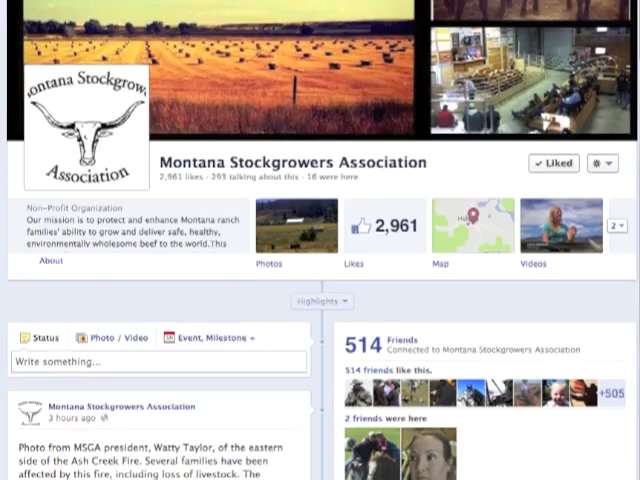 ontana Stockgrow
Association
Montana Stockgrowers Association
2,961 likes · 293 talking about this · 16 were here
Liked
Non-Profit Organization
Our mission is to protect and enhance Montana ranch
families' ability to grow and deliver safe, healthy,
environmentally wholesome beef to the world.This
About
2,961
Photos
Likes
Map
Videos
2
Highlights
Status
Photo / Video
Event, Milestone +
Write something...
514 Friends
Connected to Montana Stockgrowers Association
514 friends like this.
+505
2 friends were here
Montana Stockgrowers Association
3 hours ago
Photo from MSGA president, Watty Taylor, of the eastern
side of the Ash Creek Fire. Several families have been
affected by this fire, including loss of livestock. The